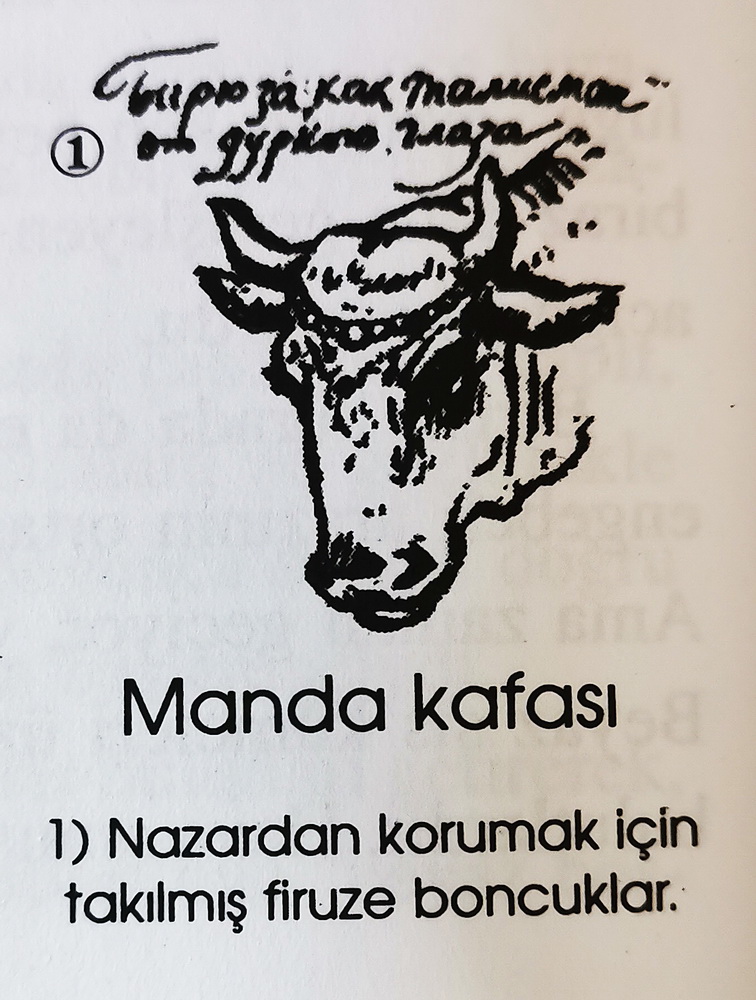 Бирюза как талисман
①
от дурного глаза
Manda kafası
1) Nazardan korumak için
takılmış firuze boncuklar.